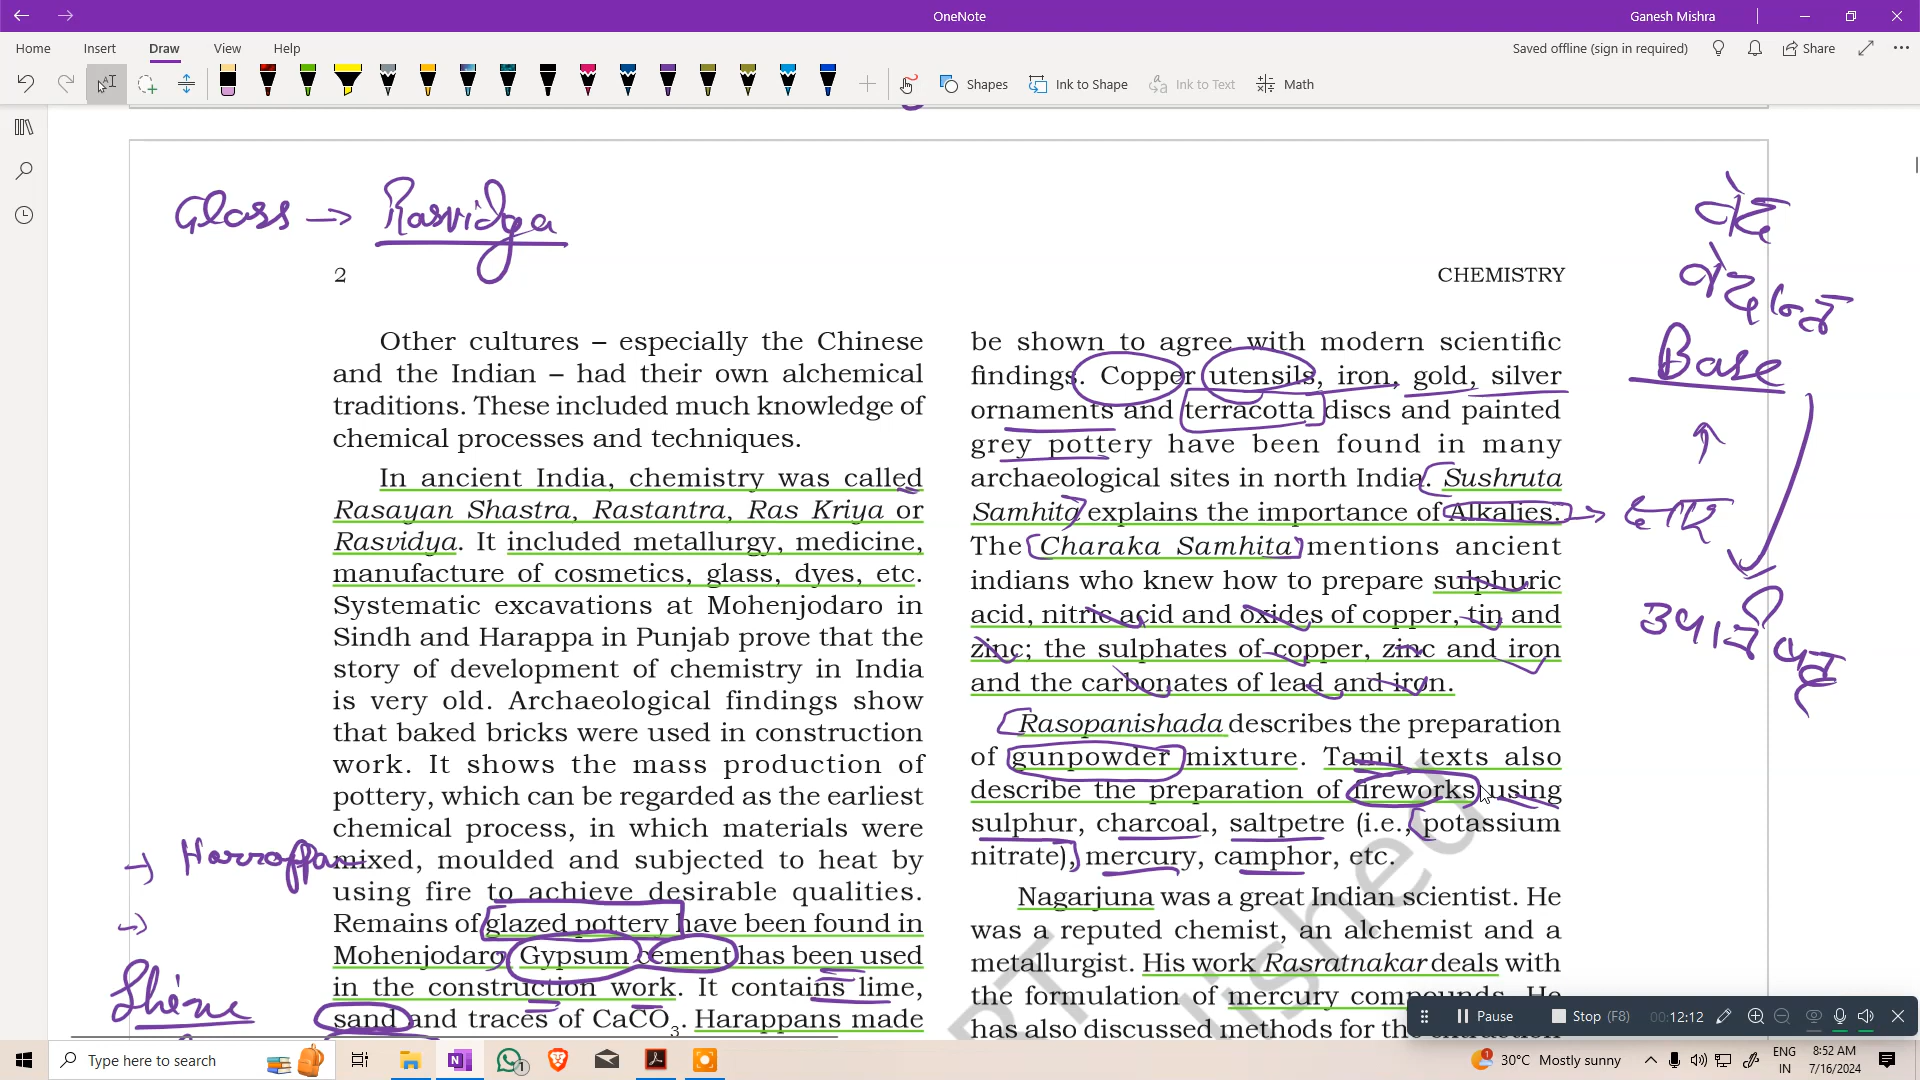 OneNote
Ganesh Mishra
Home Insert Draw View Help
Saved offline (sign in required)
Share
Shapes
Ink to Shape
Ink to Text
Math
Glass → Rasvidya
2
CHEMISTRY
Other cultures – especially the Chinese
and the Indian – had their own alchemical
traditions. These included much knowledge of
chemical processes and techniques.
In ancient India, chemistry was called
Rasayan Shastra, Rastantra, Ras Kriya or
Rasvidya. It included metallurgy, medicine,
manufacture of cosmetics, glass, dyes, etc.
Systematic excavations at Mohenjodaro in
Sindh and Harappa in Punjab prove that the
story of development of chemistry in India
is very old. Archaeological findings show
that baked bricks were used in construction
work. It shows the mass production of
pottery, which can be regarded as the earliest
chemical process, in which materials were
mixed, moulded and subjected to heat by
using fire to achieve desirable qualities.
Remains of glazed pottery have been found in
Mohenjodaro. Gypsum cement has been used
in the construction work. It contains lime,
sand and traces of CaCO₃. Harappans made
→ Harroppan
→
Shine
be shown to agree with modern scientific
findings. Copper utensils, iron, gold, silver
ornaments and terracotta discs and painted
grey pottery have been found in many
archaeological sites in north India. Sushruta
Samhita explains the importance of Alkalies.
The Charaka Samhita mentions ancient
indians who knew how to prepare sulphuric
acid, nitric acid and oxides of copper, tin and
zinc; the sulphates of copper, zinc and iron
and the carbonates of lead and iron.
Rasopanishada describes the preparation
of gunpowder mixture. Tamil texts also
describe the preparation of fireworks using
sulphur, charcoal, saltpetre (i.e., potassium
nitrate), mercury, camphor, etc.
Nagarjuna was a great Indian scientist. He
was a reputed chemist, an alchemist and a
metallurgist. His work Rasratnakar deals with
the formulation of mercury compounds. He
has also discussed methods for the extraction
Base
Pause
Stop (F8)
00:12:12
Type here to search
1
30°C Mostly sunny
ENG
IN
8:52 AM
7/16/2024